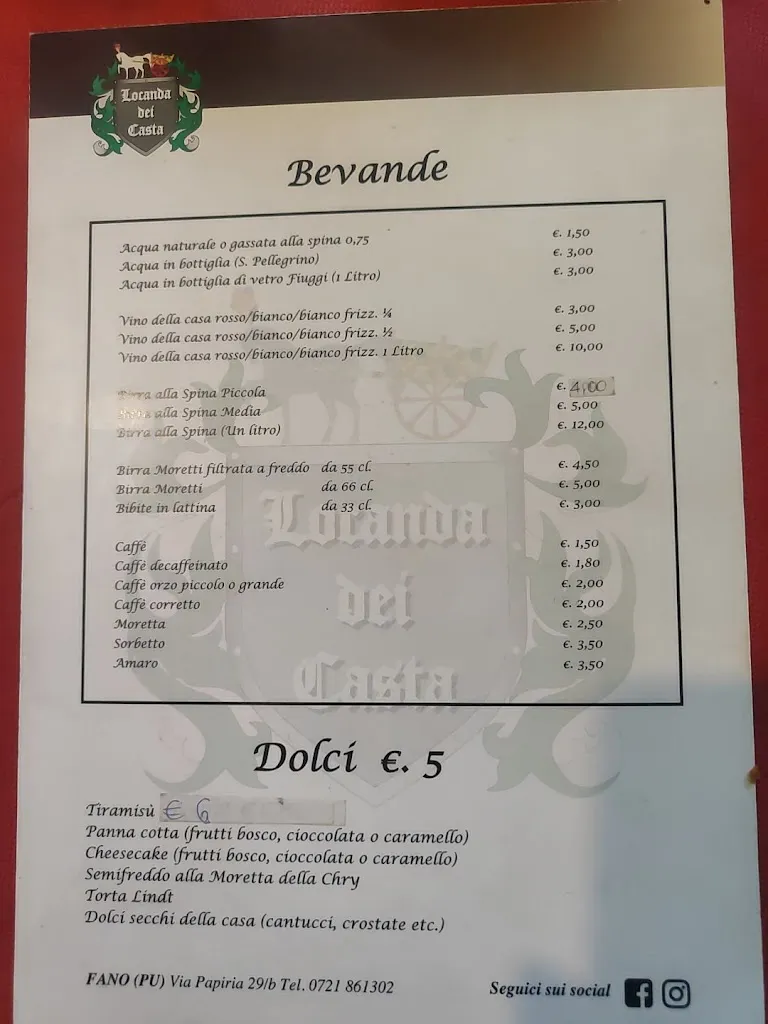 Locanda
dei
Casta
Bevande
Acqua naturale o gassata alla spina 0,75 €. 1,50
Acqua in bottiglia (S. Pellegrino) €. 3,00
Acqua in bottiglia di vetro Fiuggi (1 Litro) €. 3,00
Vino della casa rosso/bianco/bianco frizz. ¼ €. 3,00
Vino della casa rosso/bianco/bianco frizz. ½ €. 5,00
Vino della casa rosso/bianco/bianco frizz. 1 Litro €. 10,00
Birra alla Spina Piccola €. 4,00
Birra alla Spina Media €. 5,00
Birra alla Spina (Un litro) €. 12,00
Birra Moretti filtrata a freddo da 55 cl. €. 4,50
Birra Moretti da 66 cl. €. 5,00
Bibite in lattina da 33 cl. €. 3,00
Caffè €. 1,50
Caffè decaffeinato €. 1,80
Caffè orzo piccolo o grande €. 2,00
Caffè corretto €. 2,00
Moretta €. 2,50
Sorbetto €. 3,50
Amaro €. 3,50
Locanda
dei
Casta
Dolci €. 5
Tiramisù € 6
Panna cotta (frutti bosco, cioccolata o caramello)
Cheesecake (frutti bosco, cioccolata o caramello)
Semifreddo alla Moretta della Chry
Torta Lindt
Dolci secchi della casa (cantucci, crostate etc.)
FANO (PU) Via Papiria 29/b Tel. 0721 861302 Seguici sui social